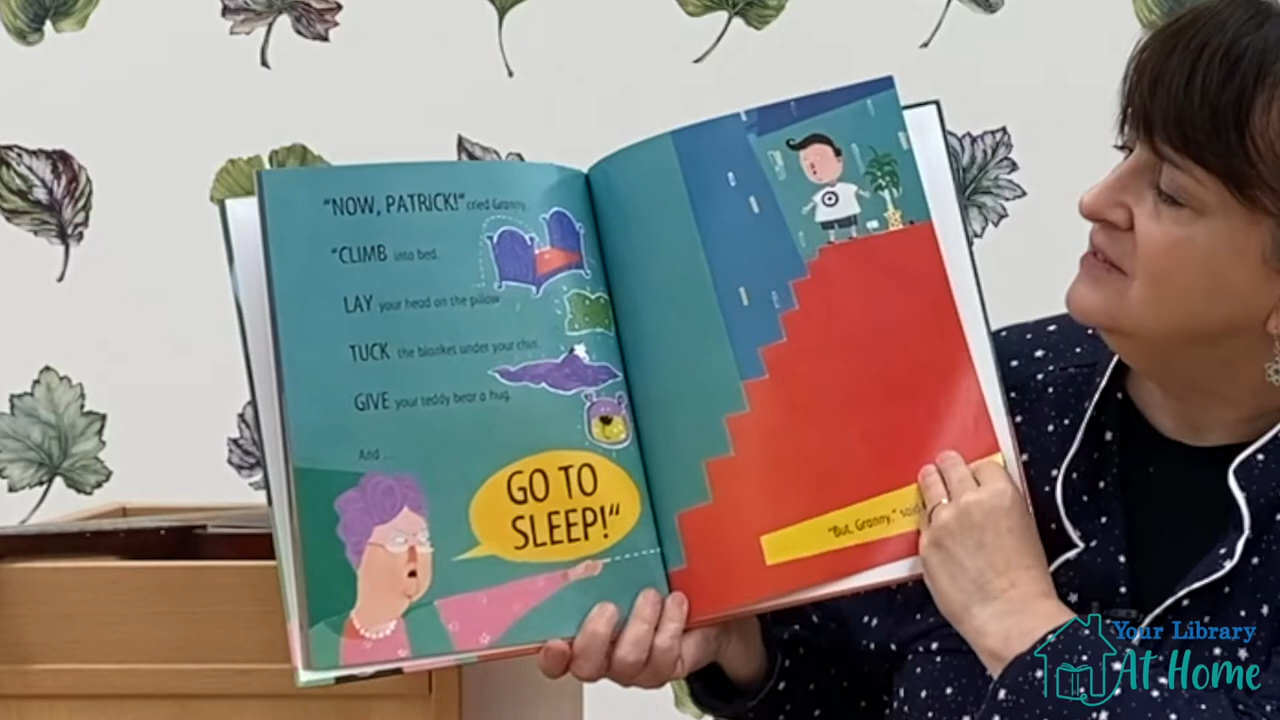 "NOW, PATRICK!" cried Granny.
"CLIMB into bed.
LAY your head on the pillow
TUCK the blanket under your chin.
GIVE your teddy bear a hug.
And ...
GO TO
SLEEP!"
"But, Granny," said
Your Library
At Home